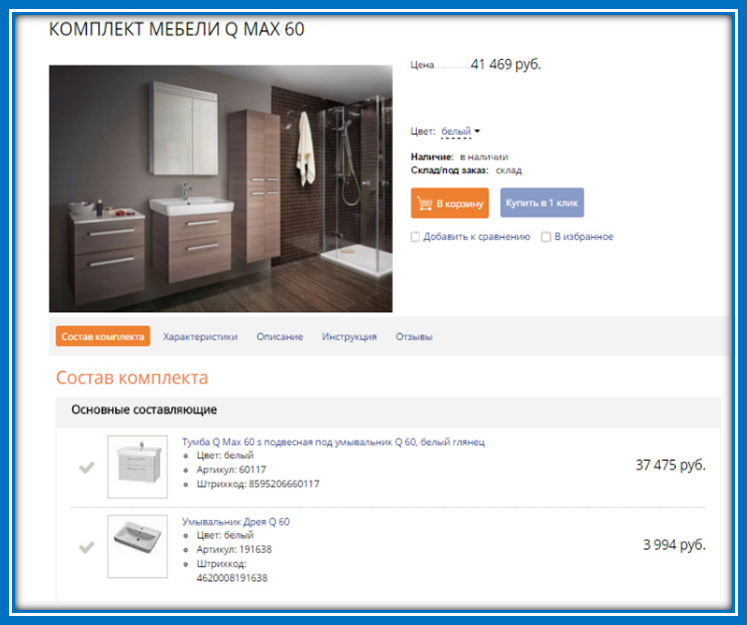 КОМПЛЕКТ МЕБЕЛИ Q MAX 60
Цена 41 469 руб.
Цвет: белый
Наличие: в наличии
Склад/под заказ: склад
В корзину Купить в 1 клик
Добавить к сравнению В избранное
Состав комплекта Характеристики Описание Инструкция Отзывы
Состав комплекта
Основные составляющие
Тумба Q Max 60 s подвесная под умывальник Q 60, белый глянец
Цвет: белый
Артикул: 60117
Штрихкод: 8595206660117
37 475 руб.
Умывальник Дрея Q 60
Цвет: белый
Артикул: 191638
Штрихкод:
4620008191638
3 994 руб.